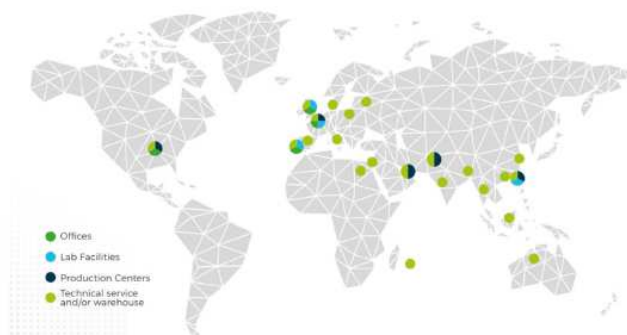 Offices
Lab Facilities
Production Centers
Technical service
and/or warehouse